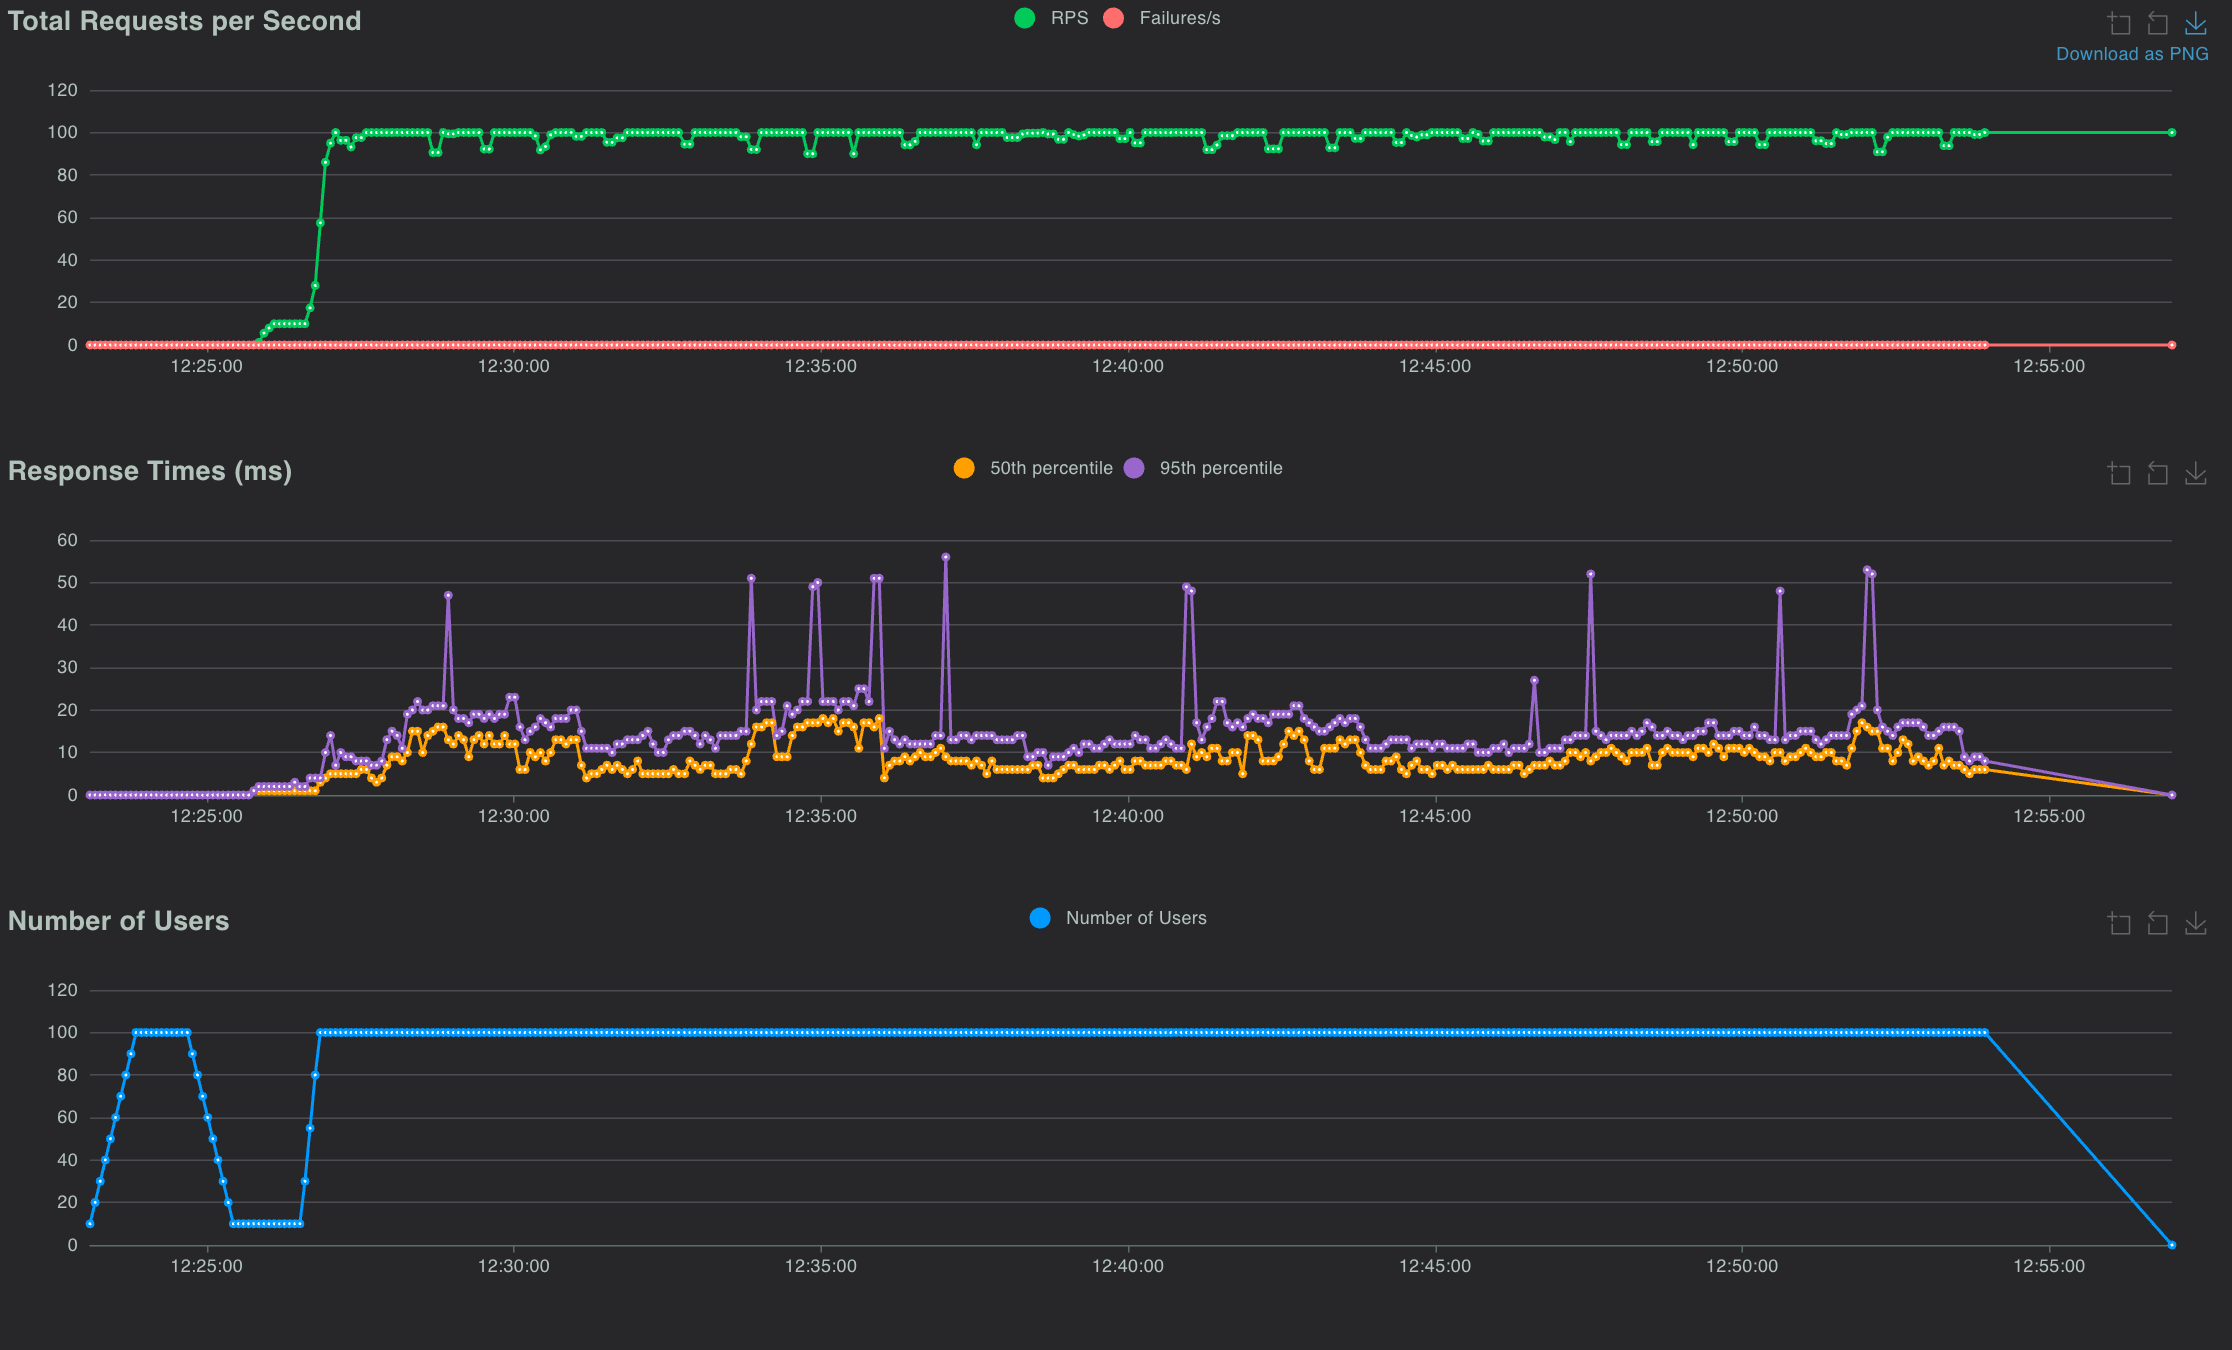 Total Requests per Second
RPS Failures/s
Download as PNG
120
100
80
60
40
20
0
12:25:00 12:30:00 12:35:00 12:40:00 12:45:00 12:50:00 12:55:00
Response Times (ms)
50th percentile 95th percentile
60
50
40
30
20
10
0
12:25:00 12:30:00 12:35:00 12:40:00 12:45:00 12:50:00 12:55:00
Number of Users
Number of Users
120
100
80
60
40
20
0
12:25:00 12:30:00 12:35:00 12:40:00 12:45:00 12:50:00 12:55:00